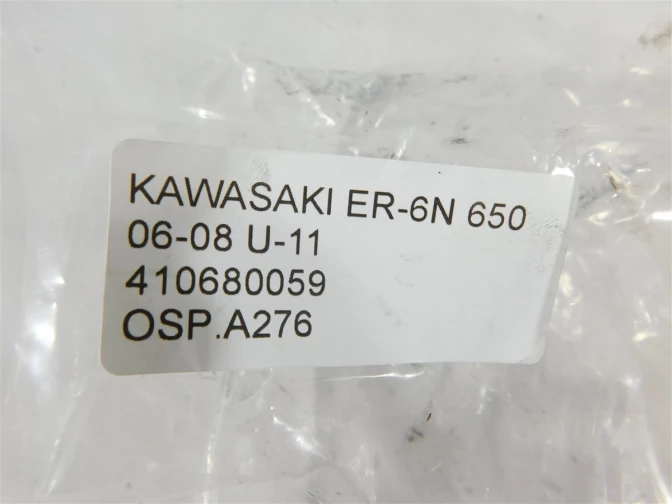 KAWASAKI ER-6N 650
06-08 U-11
410680059
OSP.A276